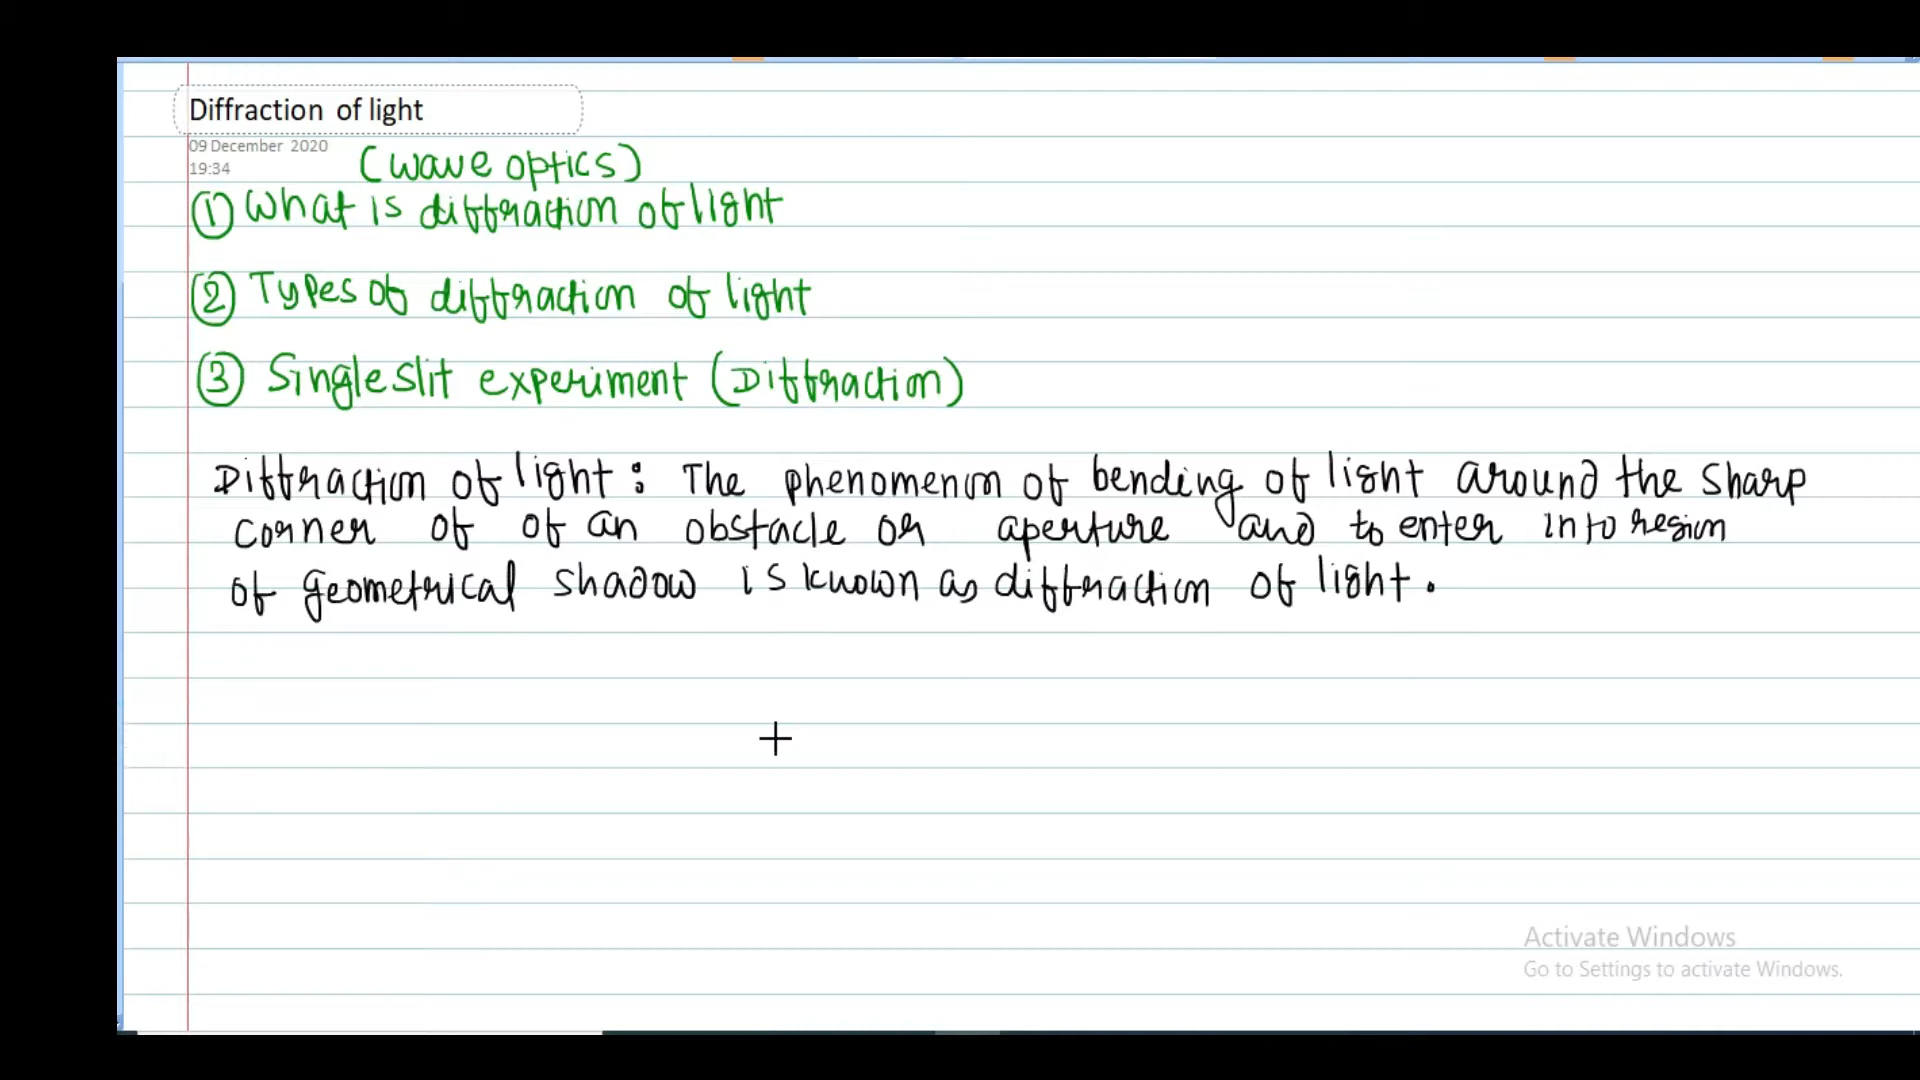 Diffraction of light
09 December 2020
19:34
(wave optics)
① What is diffraction of light
② Types of diffraction of light
③ Single slit experiment (Diffraction)
Diffraction of light : The phenomenon of bending of light around the sharp
corner of of an obstacle or aperture and to enter into region
of geometrical shadow is known as diffraction of light .
Activate Windows
Go to Settings to activate Windows.